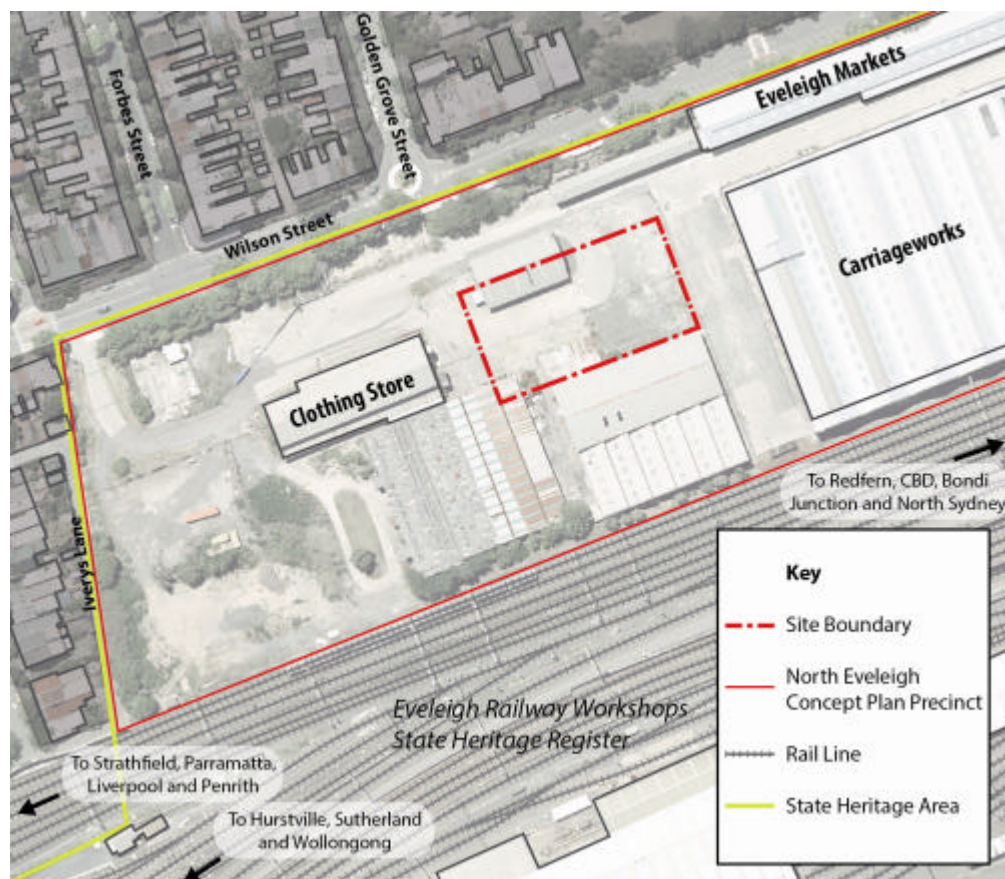 Forbes Street
Golden Grove Street
Eveleigh Markets
Wilson Street
Carriageworks
Clothing Store
Iverys Lane
To Redfern, CBD, Bondi
Junction and North Sydney
Eveleigh Railway Workshops
State Heritage Register
To Strathfield, Parramatta,
Liverpool and Penrith
To Hurstville, Sutherland
and Wollongong
Key
Site Boundary
North Eveleigh
Concept Plan Precinct
Rail Line
State Heritage Area